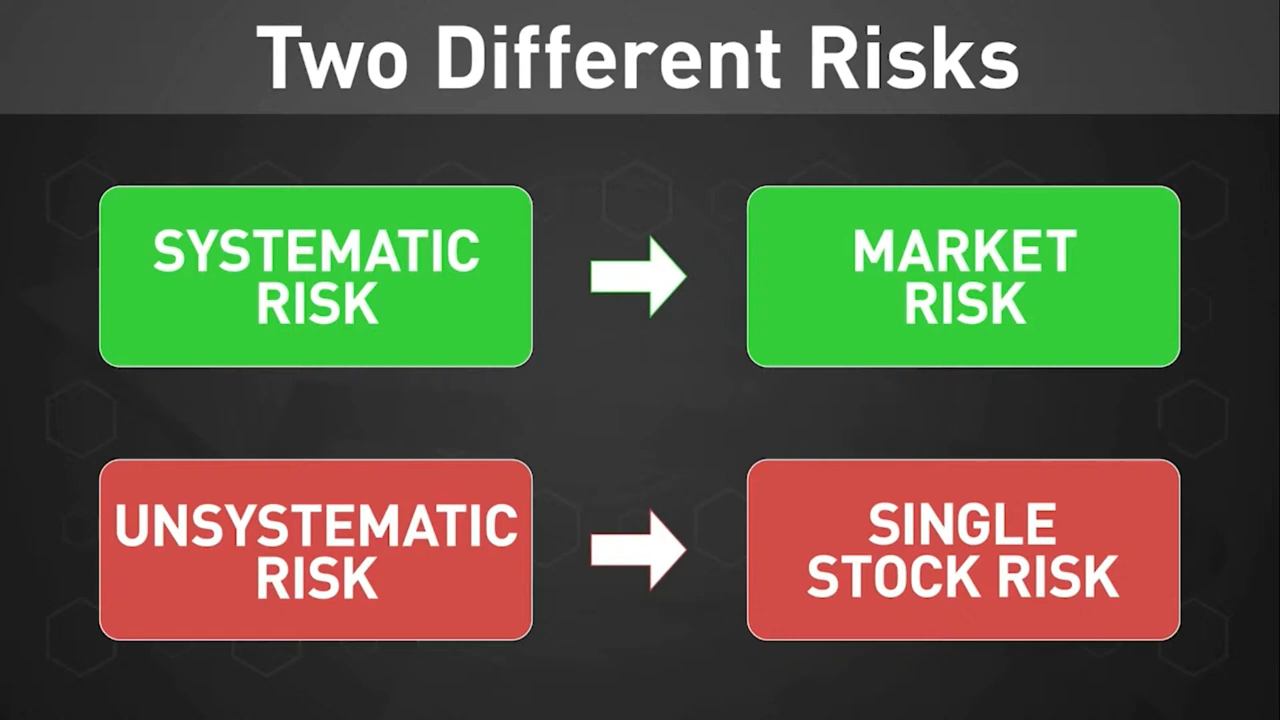 Two Different Risks
SYSTEMATIC
RISK
MARKET
RISK
UNSYSTEMATIC
RISK
SINGLE
STOCK RISK